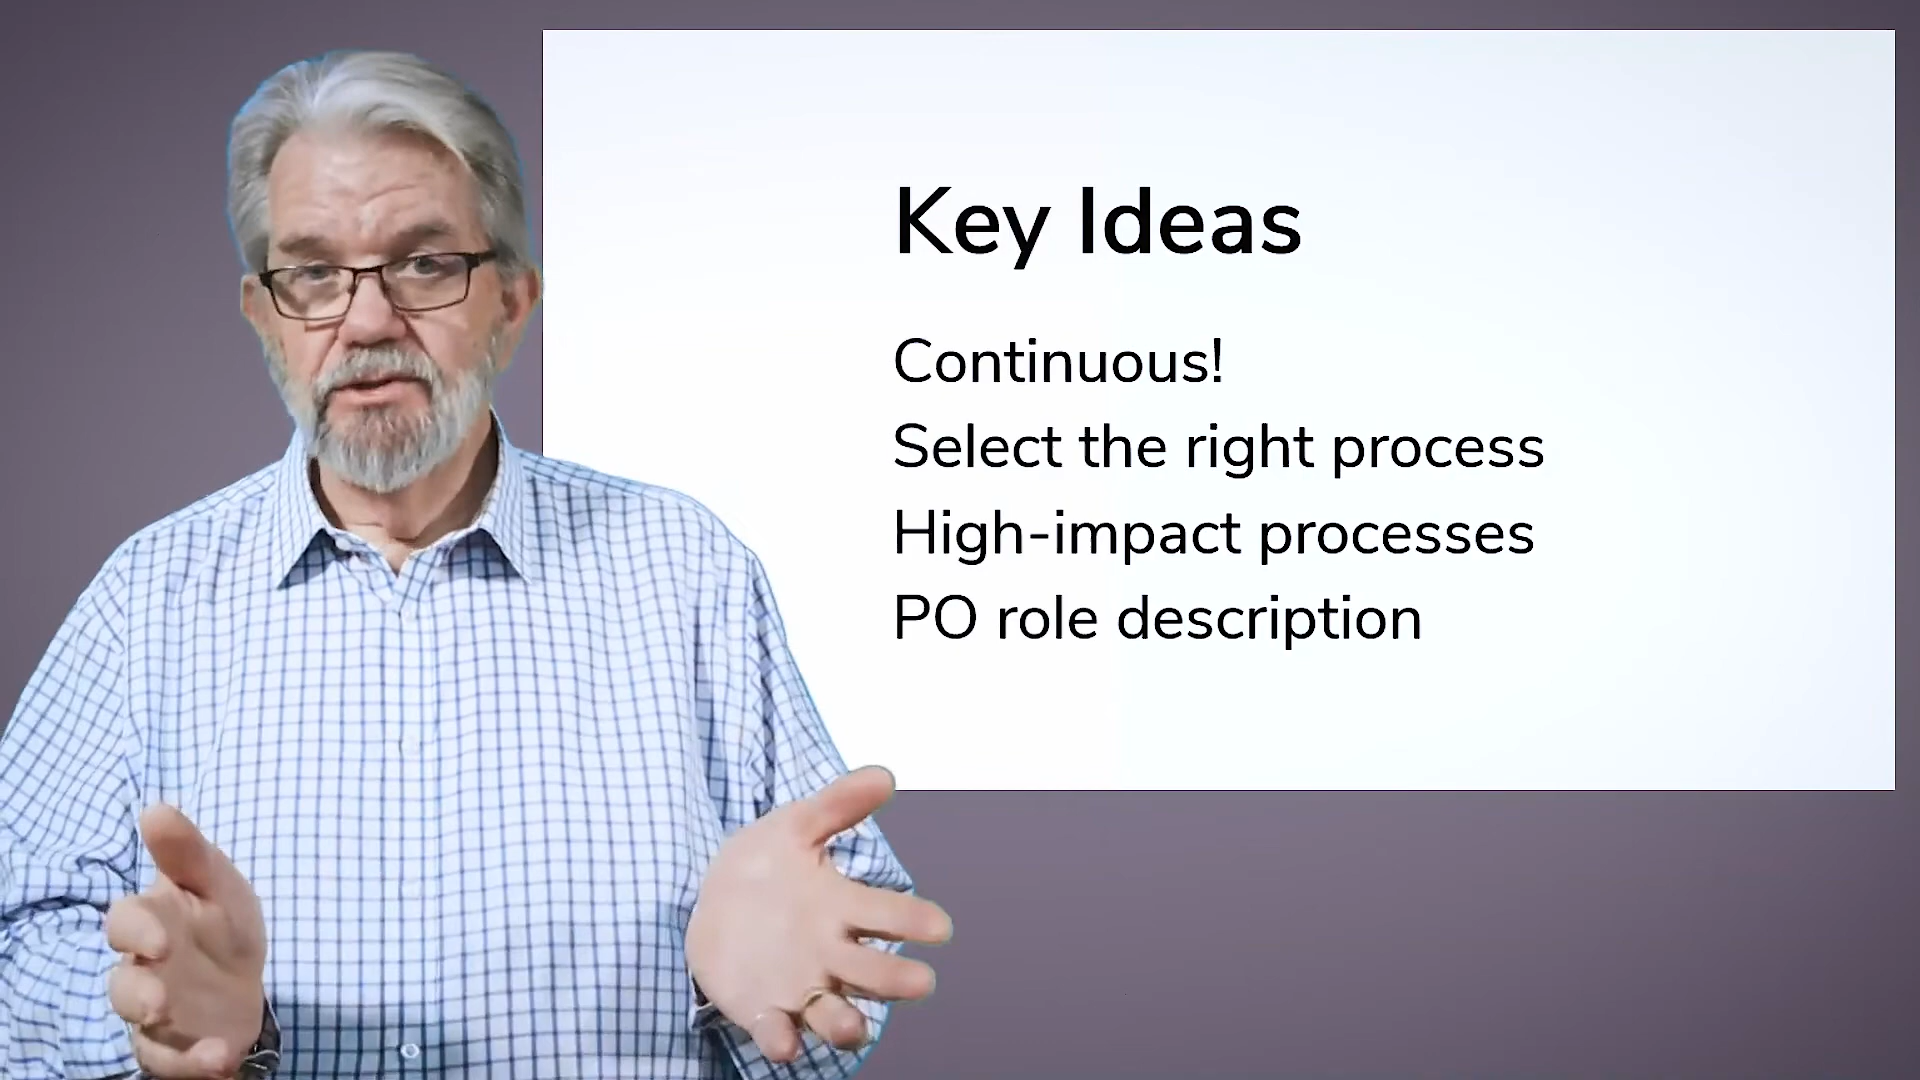 Key Ideas
Continuous!
Select the right process
High-impact processes
PO role description